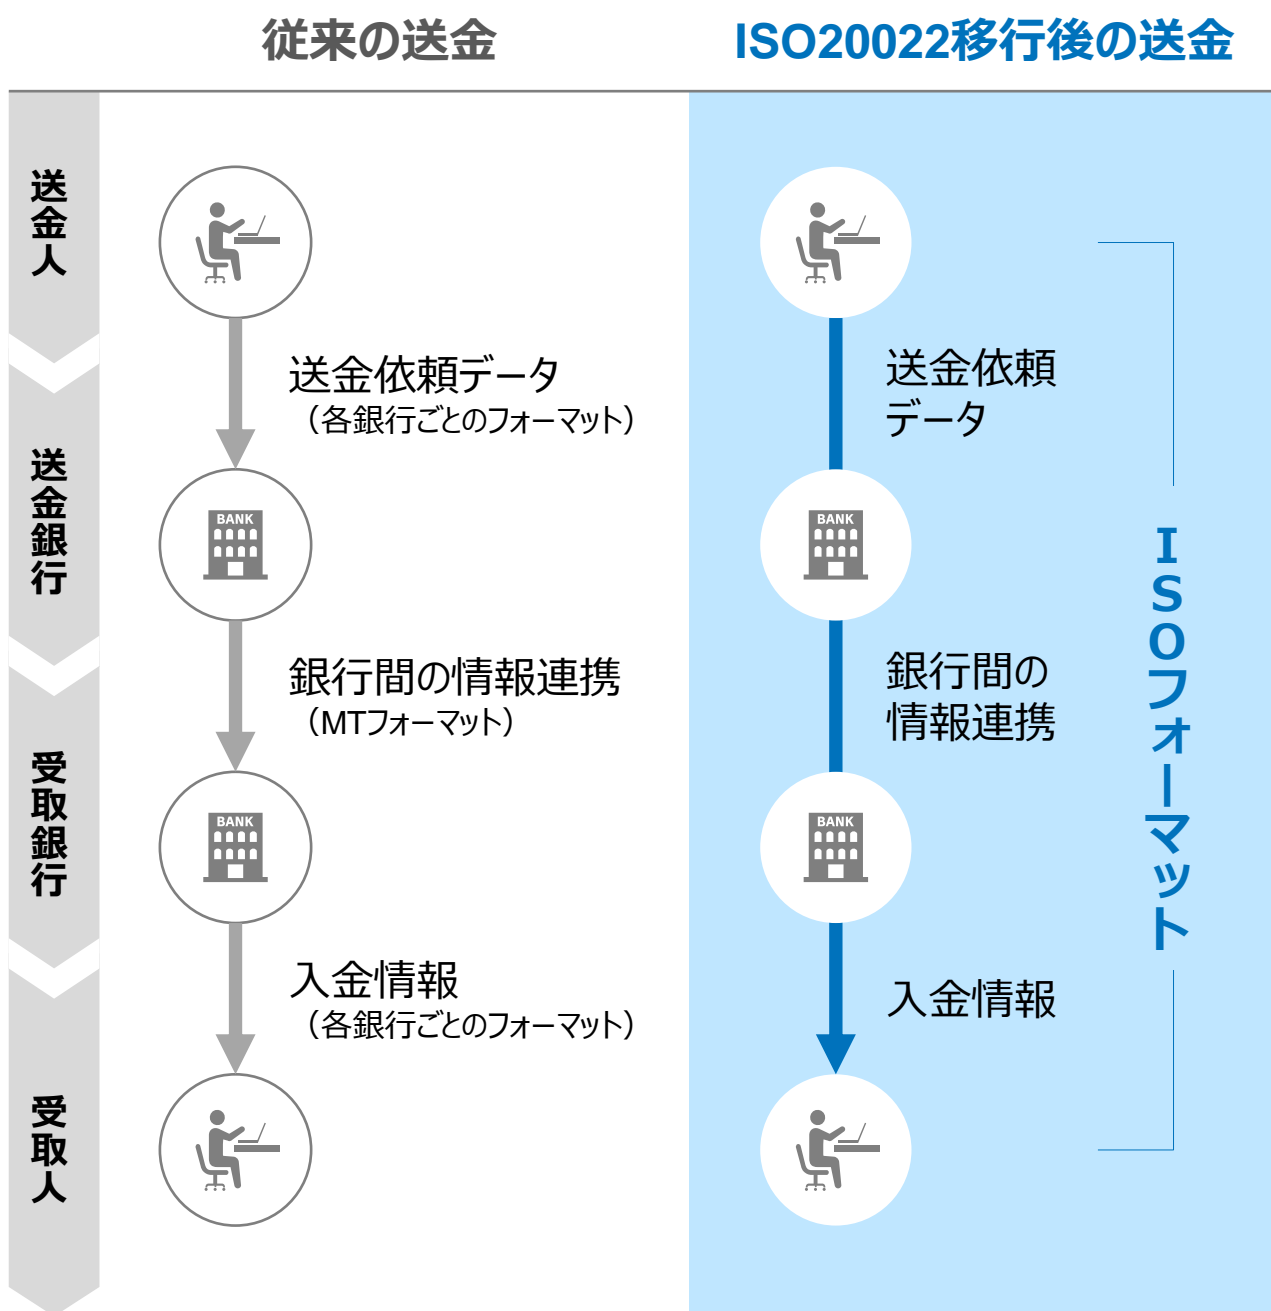 従来の送金
ISO20022移行後の送金
送金人
送金依頼データ
（各銀行ごとのフォーマット）
送金依頼
データ
送金銀行
BANK
BANK
銀行間の情報連携
（MTフォーマット）
銀行間の
情報連携
ISOフォーマット
受取銀行
BANK
BANK
入金情報
（各銀行ごとのフォーマット）
入金情報
受取人